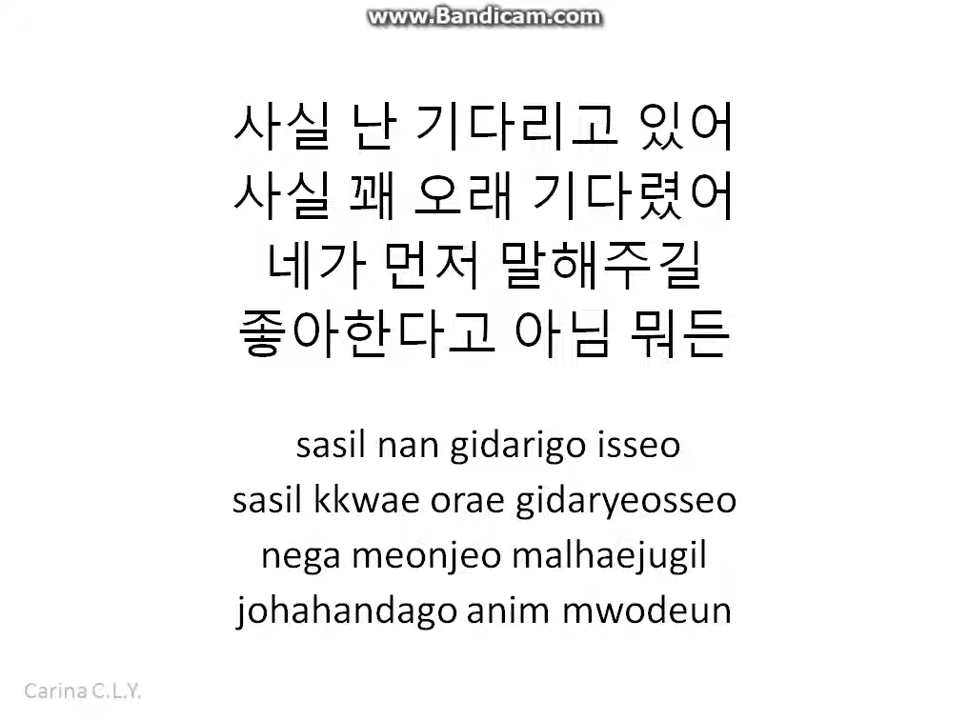 www.Bandicam.com
사실 난 기다리고 있어
사실 꽤 오래 기다렸어
네가 먼저 말해주길
좋아한다고 아님 뭐든
sasil nan gidarigo isseo
sasil kkwae orae gidaryeosseo
nega meonjeo malhaejugil
johahandago anim mwodeun
Carina C.L.Y.